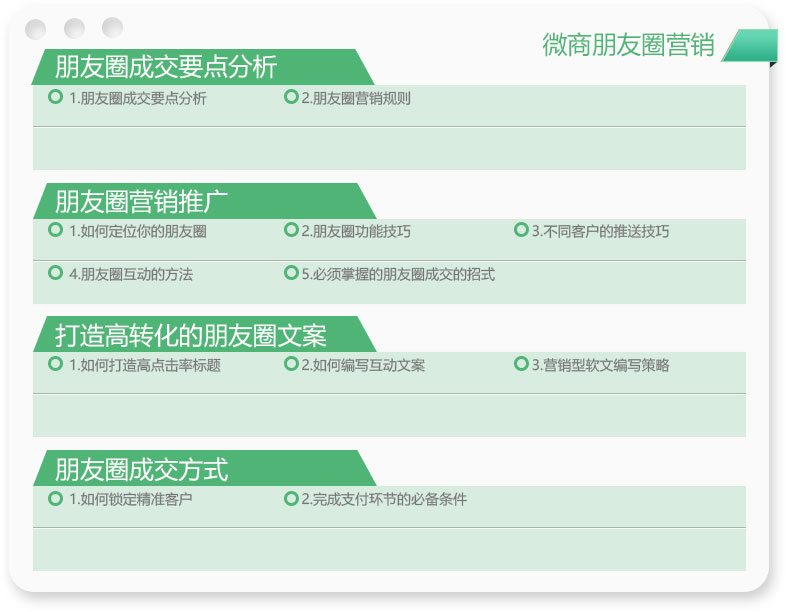 微商朋友圈营销
朋友圈成交要点分析
1.朋友圈成交要点分析 2.朋友圈营销规则
朋友圈营销推广
1.如何定位你的朋友圈 2.朋友圈功能技巧 3.不同客户的推送技巧
4.朋友圈互动的方法 5.必须掌握的朋友圈成交的招式
打造高转化的朋友圈文案
1.如何打造高点击率标题 2.如何编写互动文案 3.营销型软文编写策略
朋友圈成交方式
1.如何锁定精准客户 2.完成支付环节的必备条件